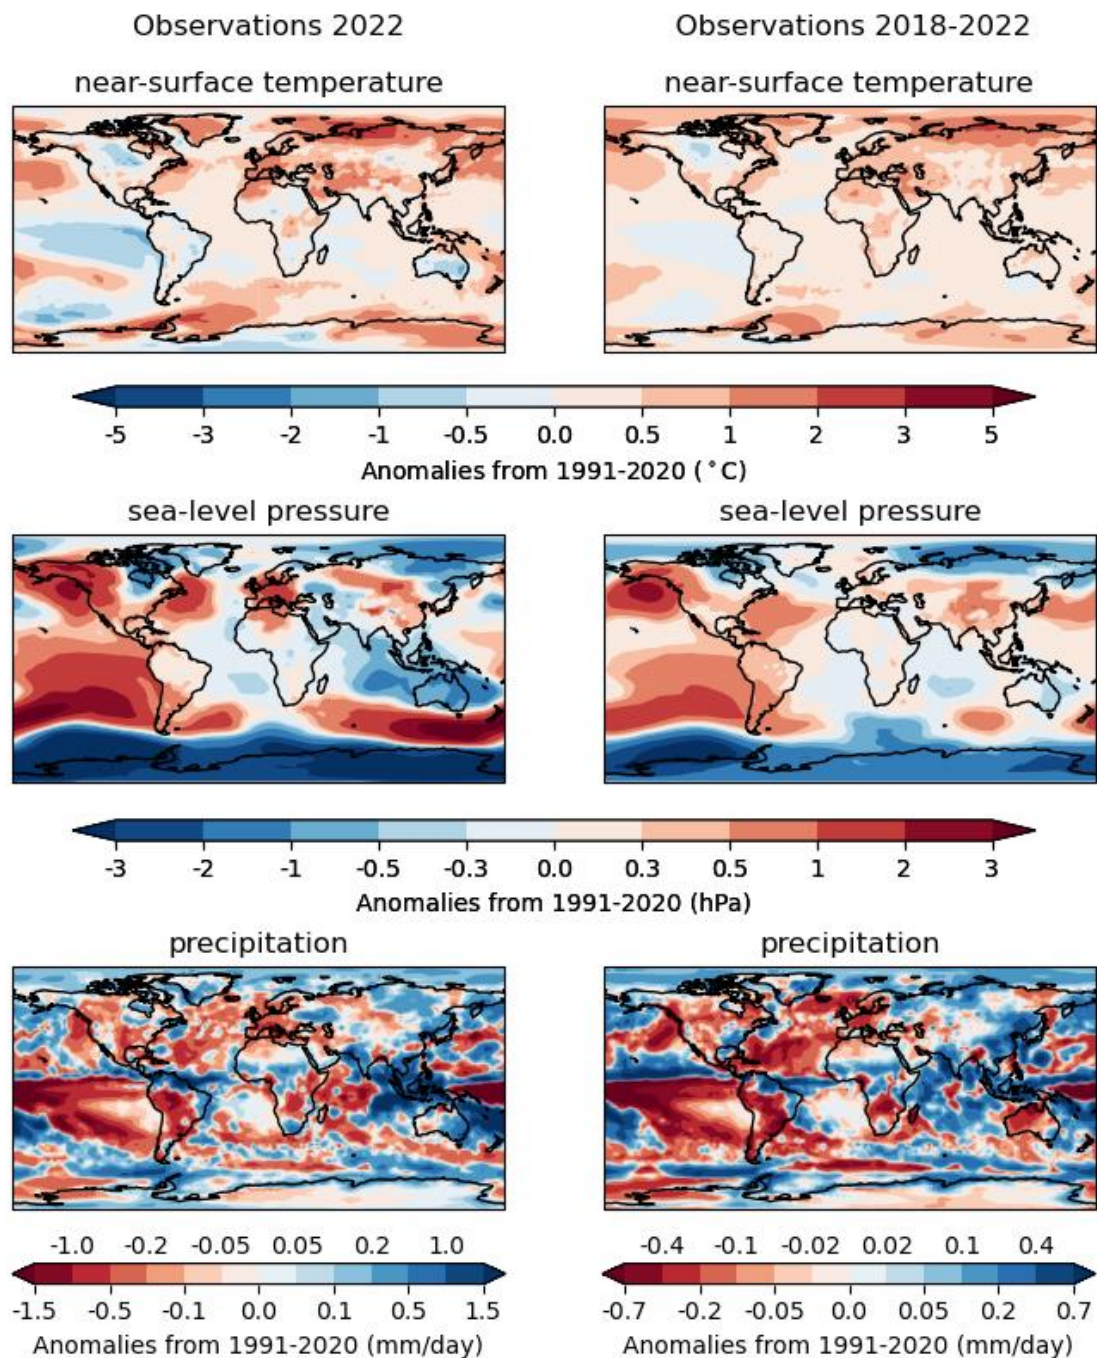 Observations 2022
Observations 2018-2022
near-surface temperature
near-surface temperature
-5 -3 -2 -1 -0.5 0.0 0.5 1 2 3 5
Anomalies from 1991-2020 (°C)
sea-level pressure
sea-level pressure
-3 -2 -1 -0.5 -0.3 0.0 0.3 0.5 1 2 3
Anomalies from 1991-2020 (hPa)
precipitation
precipitation
-1.0 -0.2 -0.05 0.05 0.2 1.0
-1.5 -0.5 -0.1 0.0 0.1 0.5 1.5
Anomalies from 1991-2020 (mm/day)
-0.4 -0.1 -0.02 0.02 0.1 0.4
-0.7 -0.2 -0.05 0.0 0.05 0.2 0.7
Anomalies from 1991-2020 (mm/day)